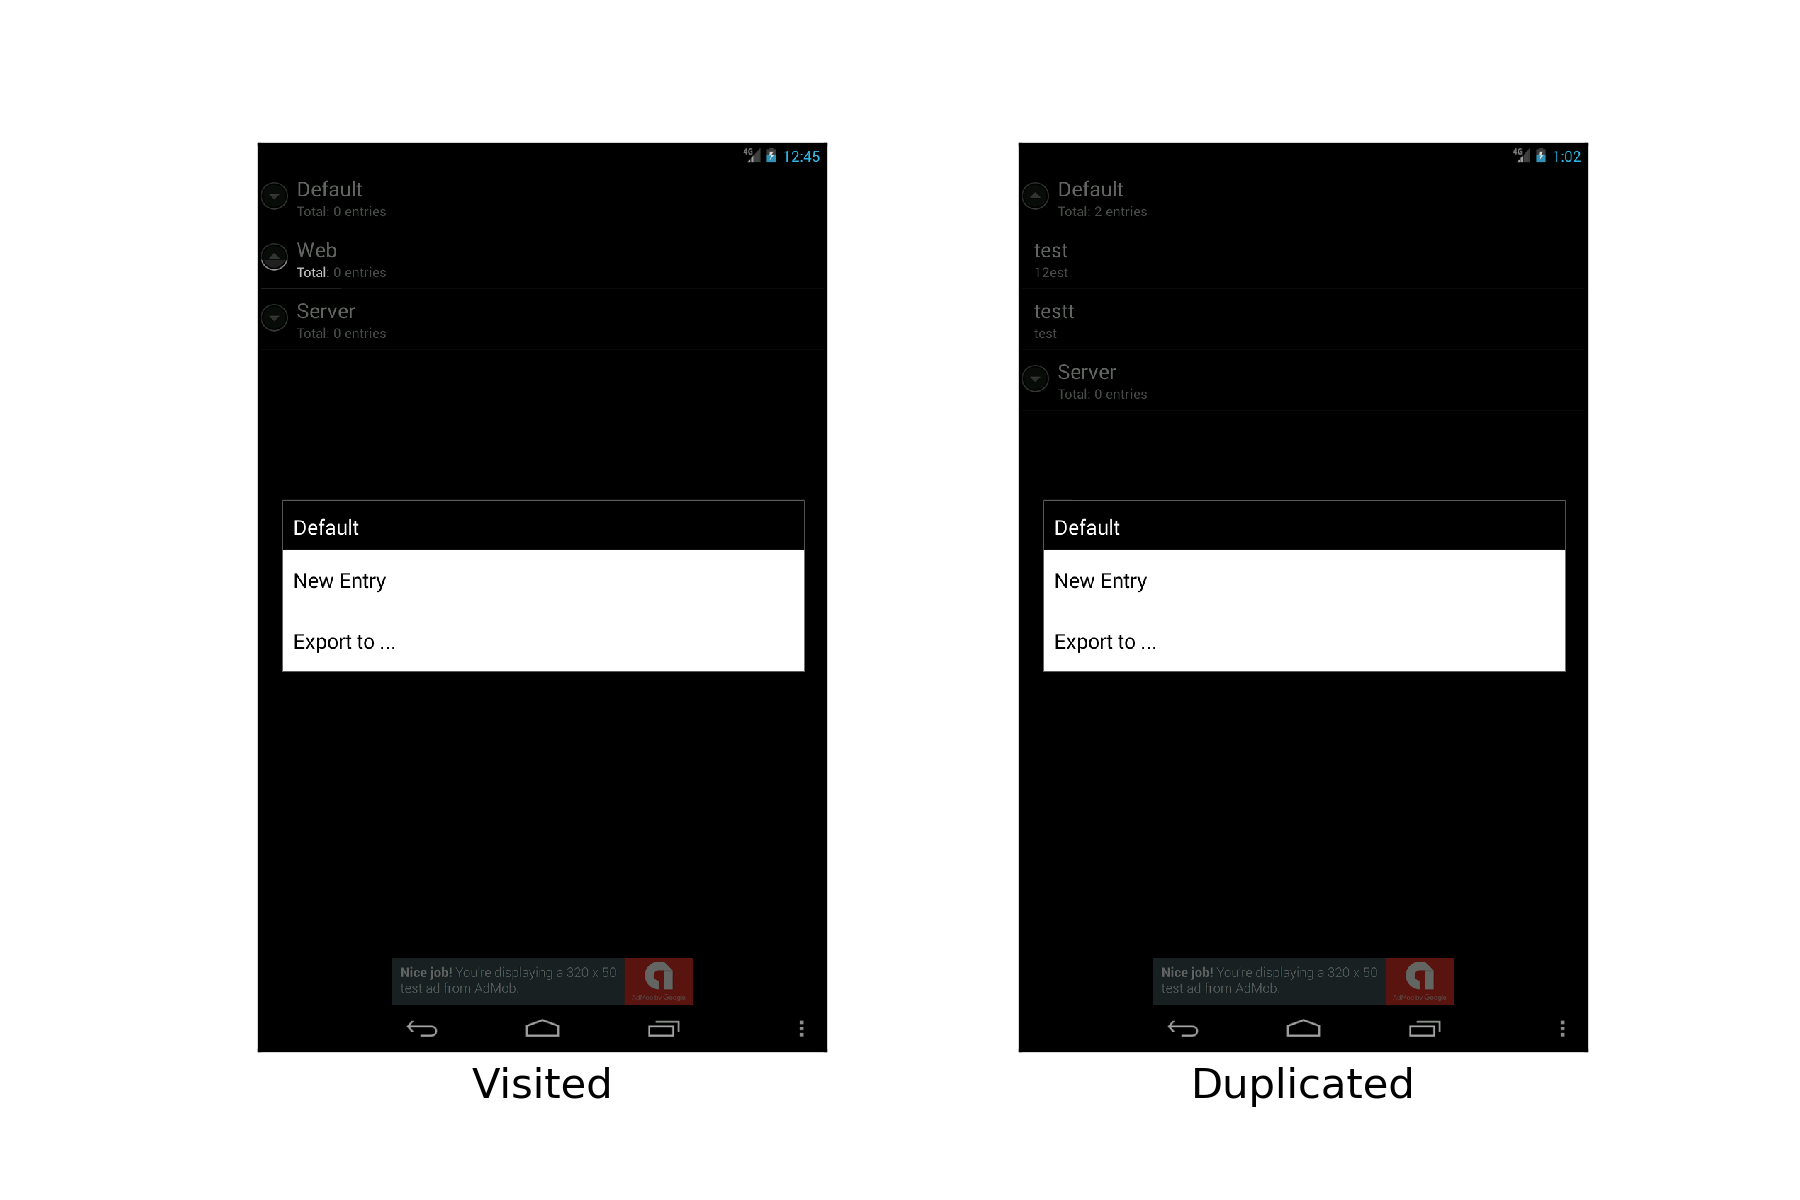 4G 12:45
Default
Total: 0 entries
Web
Total: 0 entries
Server
Total: 0 entries
Default
New Entry
Export to ...
Nice job! You're displaying a 320 x 50
test ad from AdMob.
AdMob by Google
Visited
4G 1:02
Default
Total: 2 entries
test
12est
testt
test
Server
Total: 0 entries
Default
New Entry
Export to ...
Nice job! You're displaying a 320 x 50
test ad from AdMob.
AdMob by Google
Duplicated